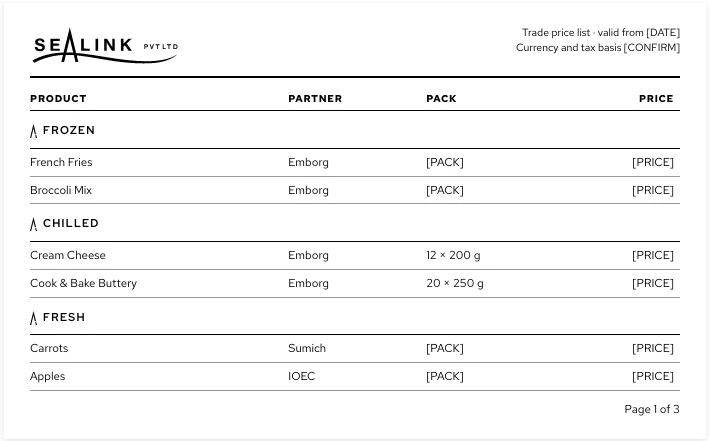 SEALINK PVT LTD
Trade price list · valid from [DATE]
Currency and tax basis [CONFIRM]
PRODUCT PARTNER PACK PRICE
FROZEN
French Fries Emborg [PACK] [PRICE]
Broccoli Mix Emborg [PACK] [PRICE]
CHILLED
Cream Cheese Emborg 12 × 200 g [PRICE]
Cook & Bake Buttery Emborg 20 × 250 g [PRICE]
FRESH
Carrots Sumich [PACK] [PRICE]
Apples IOEC [PACK] [PRICE]
Page 1 of 3